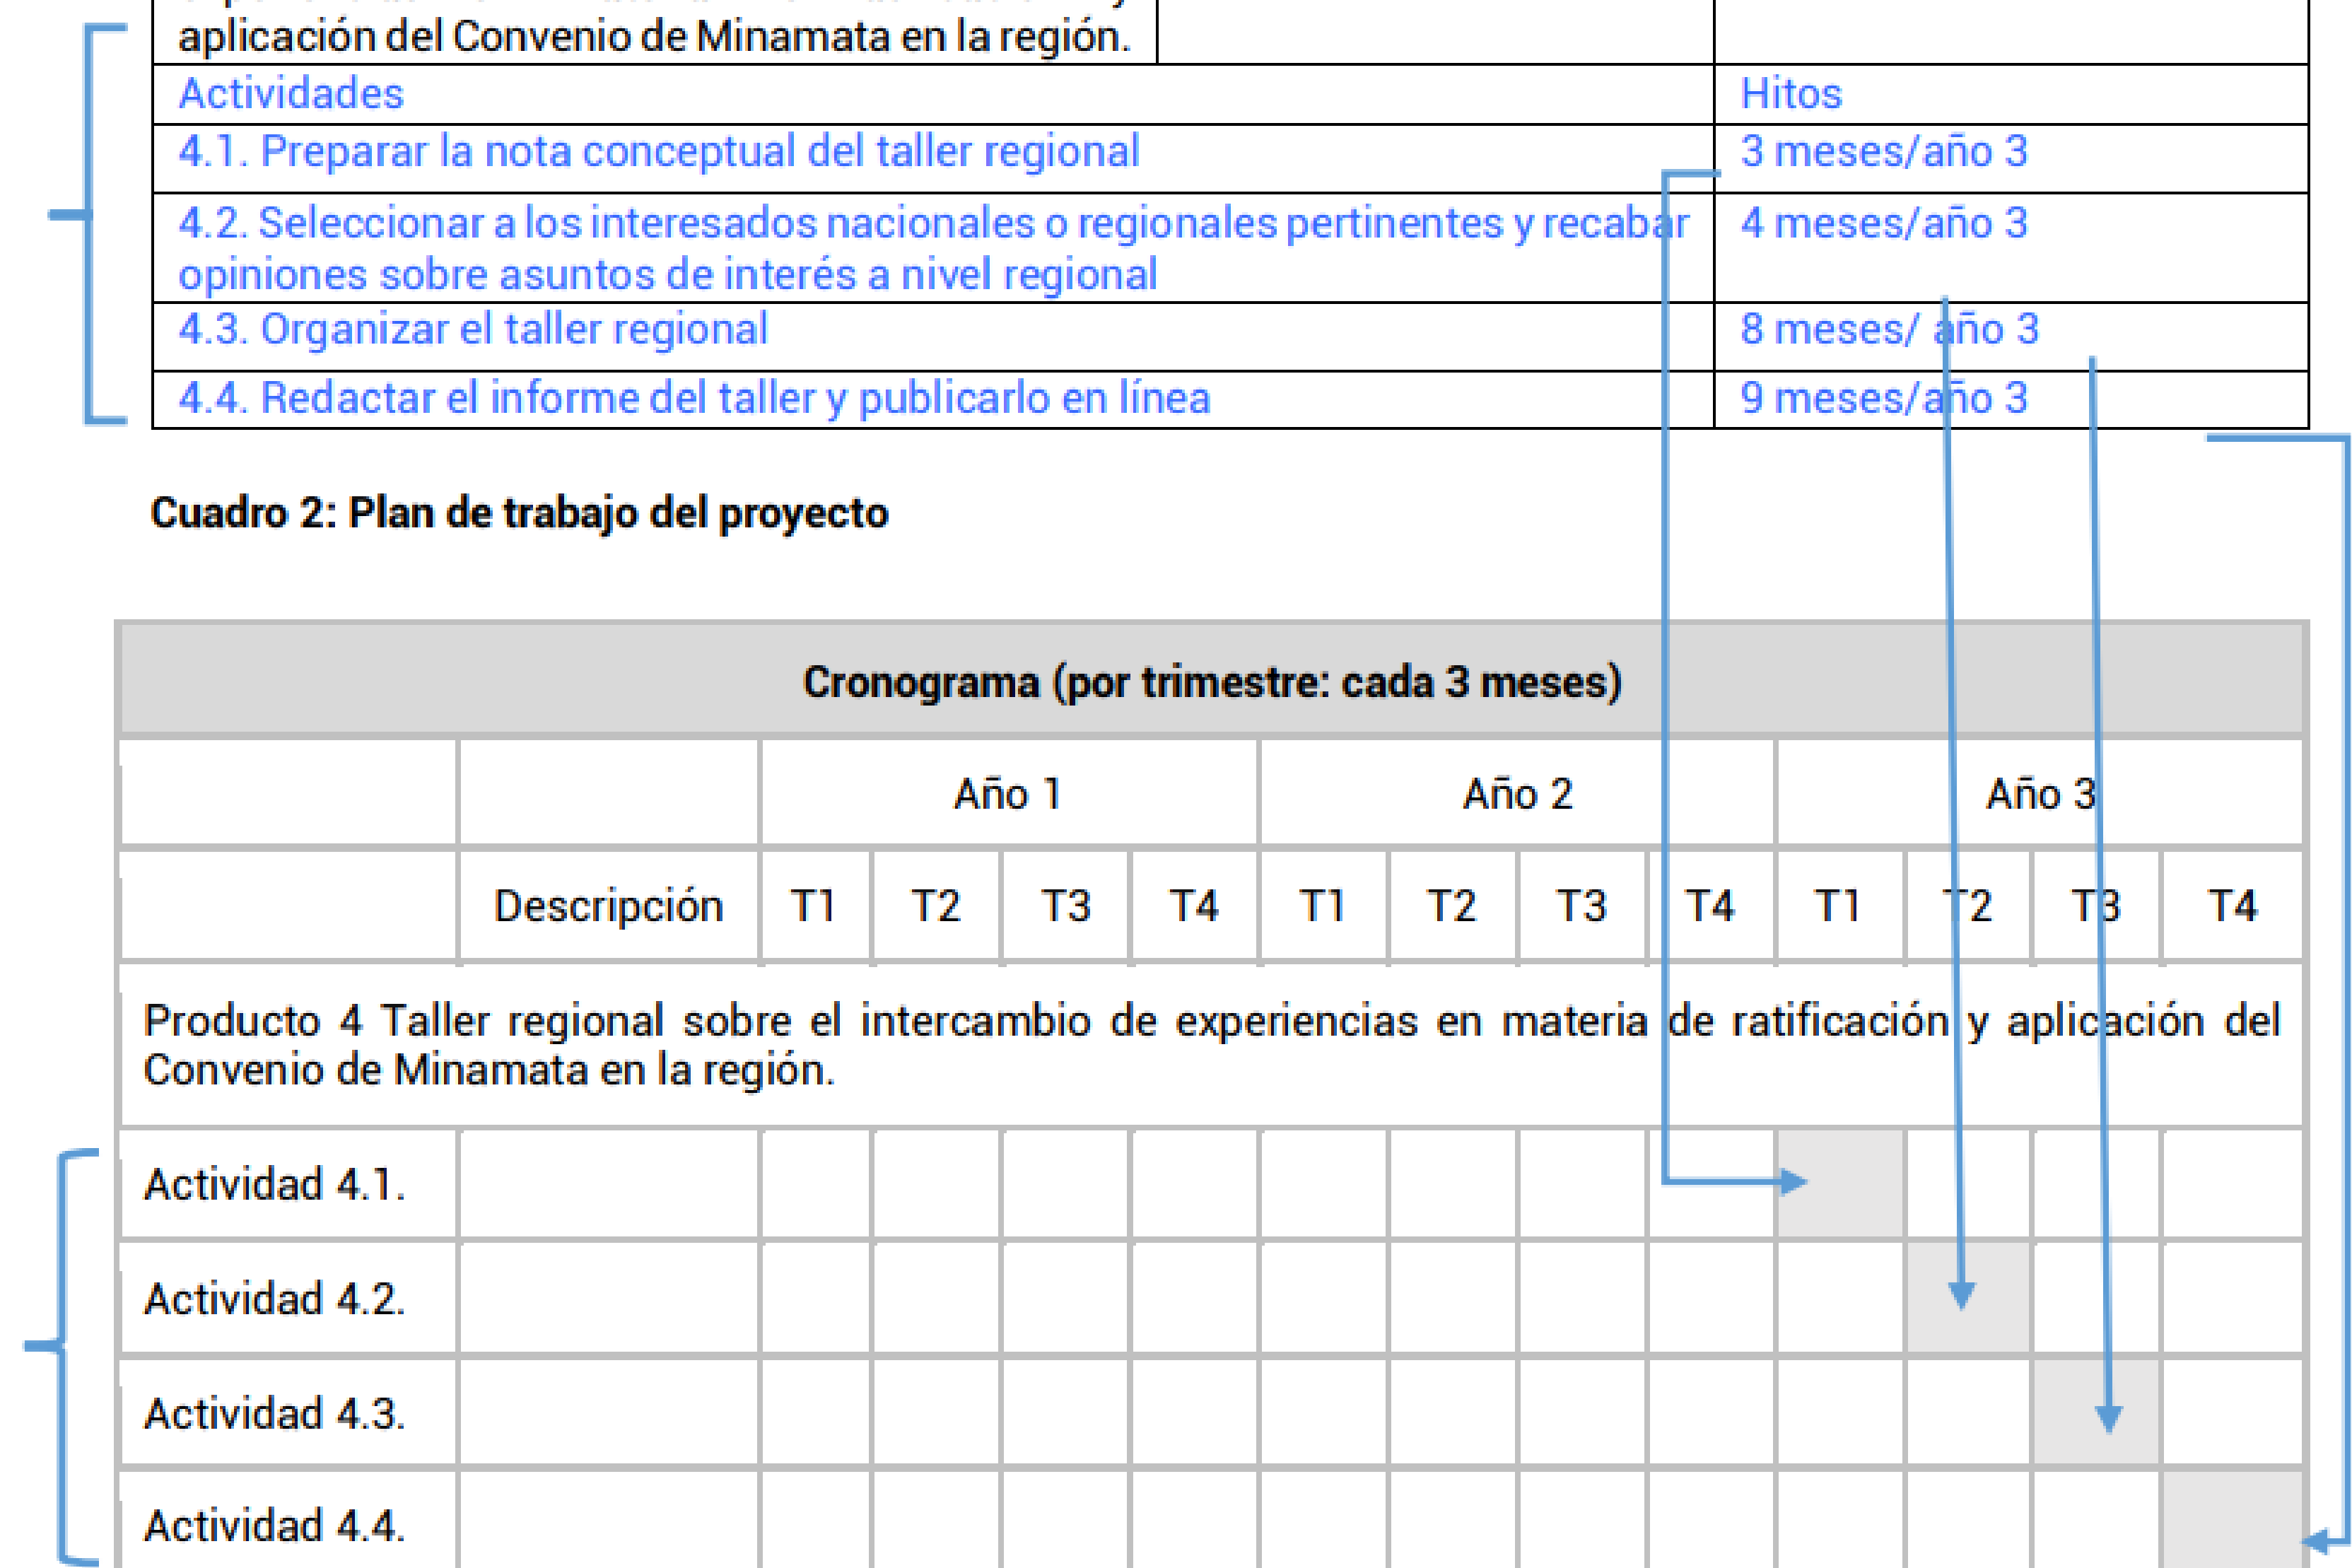 aplicación del Convenio de Minamata en la región.
Actividades Hitos
4.1. Preparar la nota conceptual del taller regional 3 meses/año 3
4.2. Seleccionar a los interesados nacionales o regionales pertinentes y recabar 4 meses/año 3
opiniones sobre asuntos de interés a nivel regional
4.3. Organizar el taller regional 8 meses/ año 3
4.4. Redactar el informe del taller y publicarlo en línea 9 meses/año 3
Cuadro 2: Plan de trabajo del proyecto
Cronograma (por trimestre: cada 3 meses)
Año 1 Año 2 Año 3
Descripción T1 T2 T3 T4 T1 T2 T3 T4 T1 T2 T3 T4
Producto 4 Taller regional sobre el intercambio de experiencias en materia de ratificación y aplicación del
Convenio de Minamata en la región.
Actividad 4.1.
Actividad 4.2.
Actividad 4.3.
Actividad 4.4.